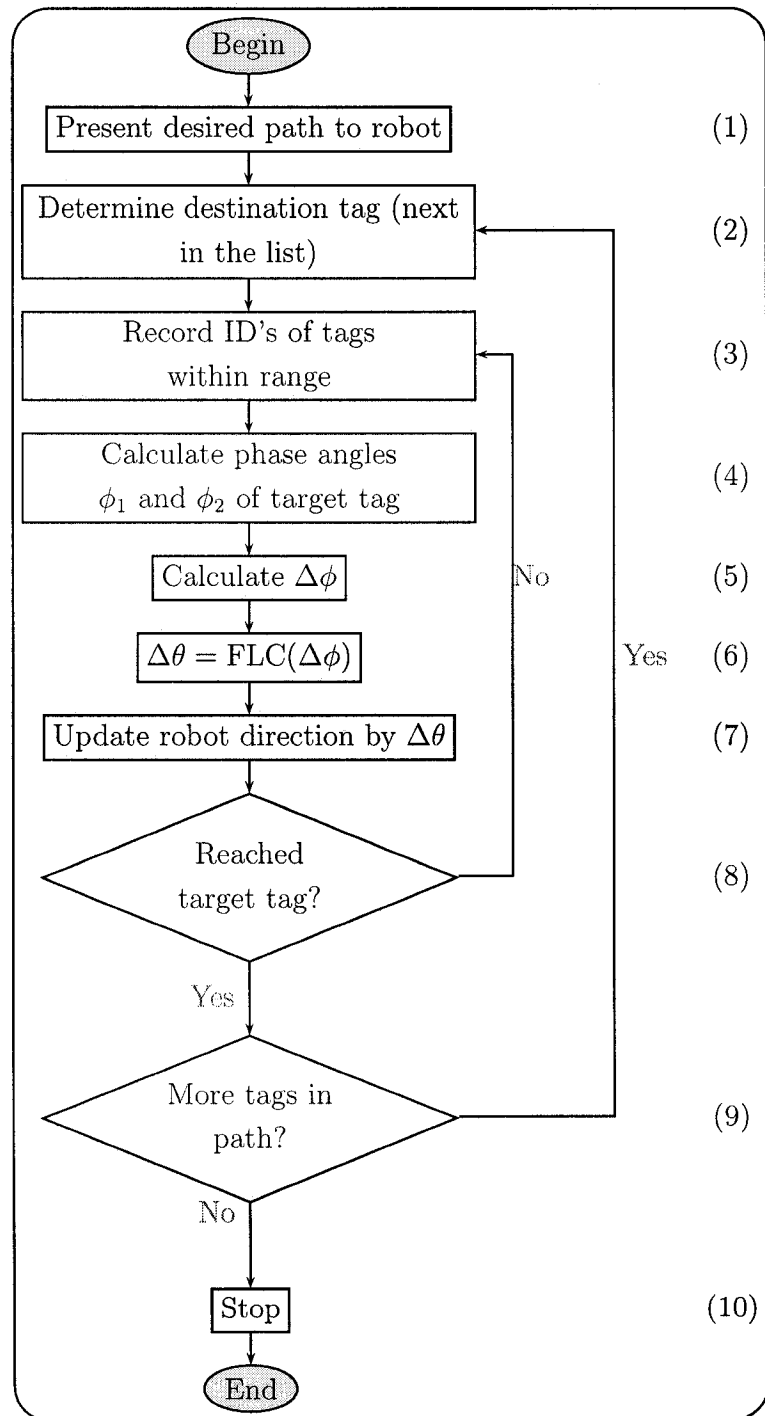 Begin
Present desired path to robot
(1)
Determine destination tag (next
in the list)
(2)
Record ID's of tags
within range
(3)
Calculate phase angles
ϕ₁ and ϕ₂ of target tag
(4)
Calculate Δϕ
No
(5)
Δθ = FLC(Δϕ)
Yes
(6)
Update robot direction by Δθ
(7)
Reached
target tag?
(8)
Yes
More tags in
path?
(9)
No
Stop
(10)
End